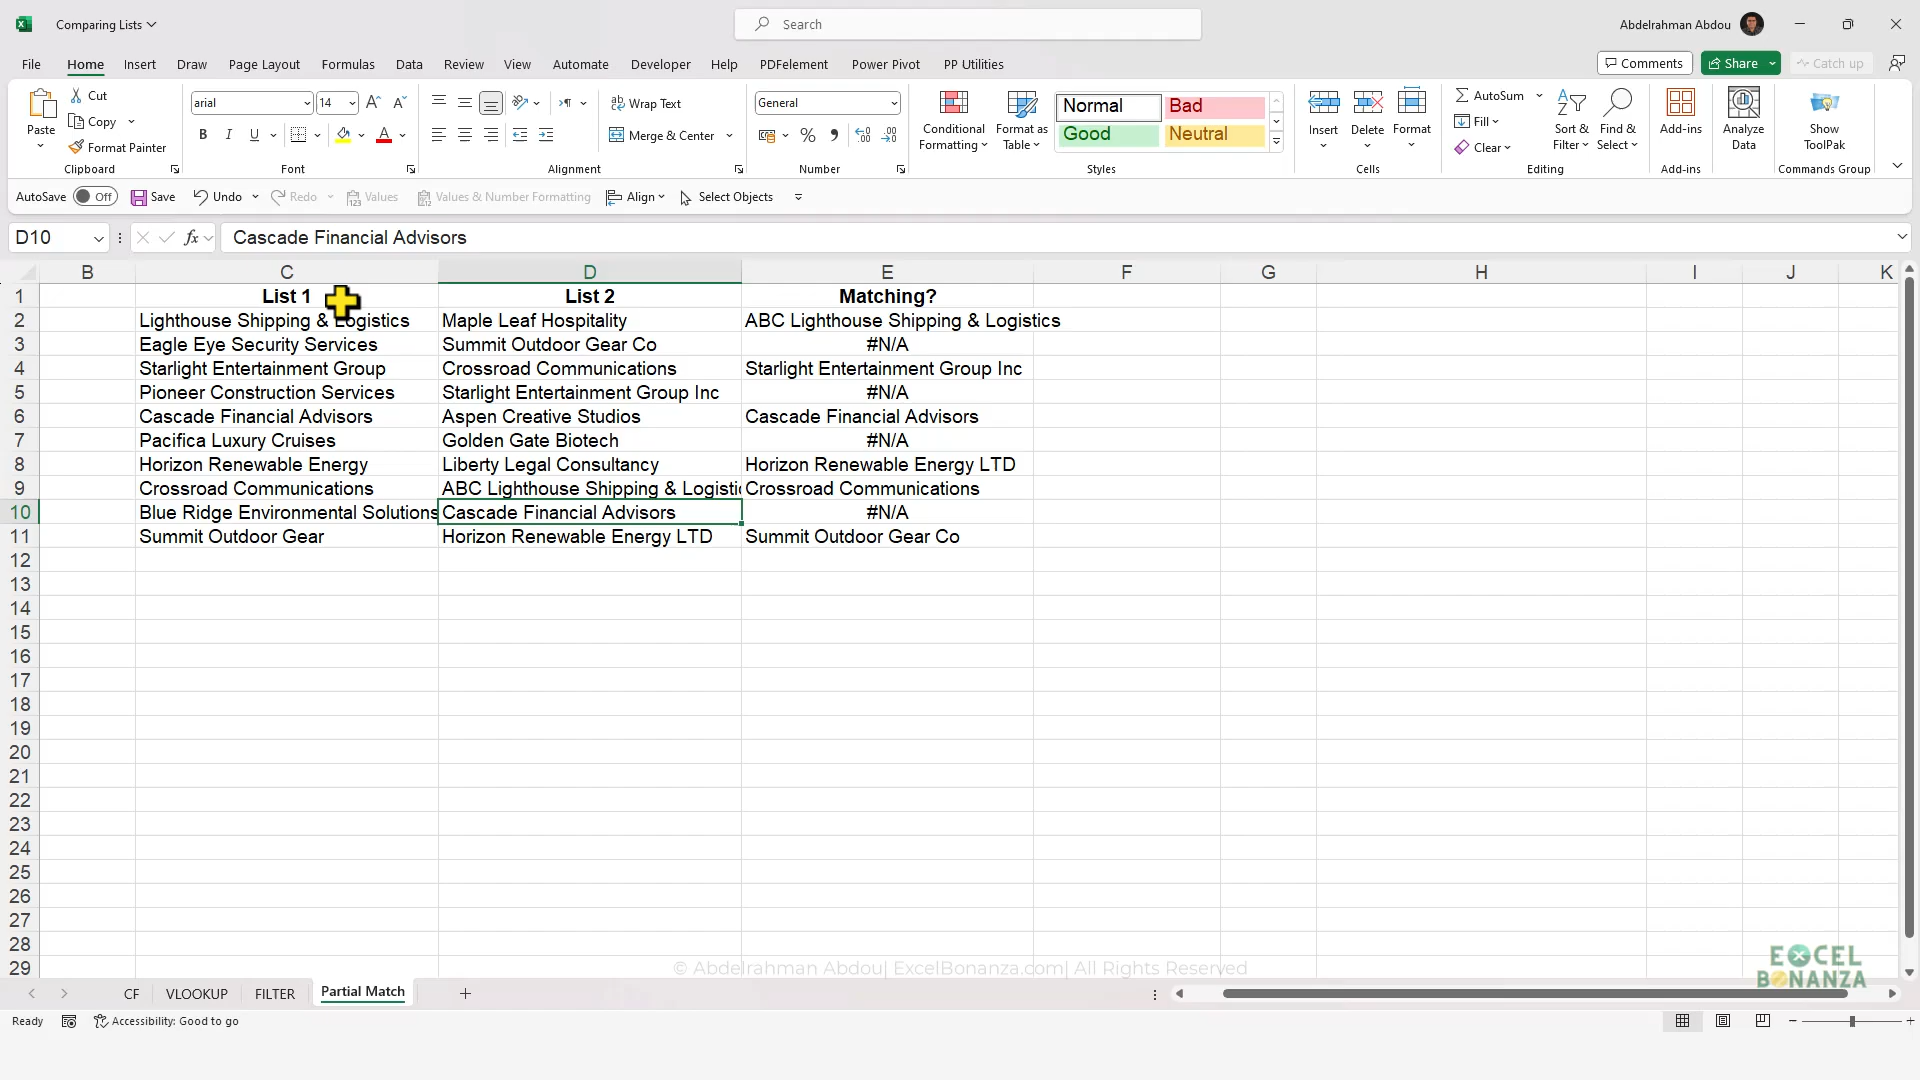 Comparing Lists
Search
Abdelrahman Abdou
File Home Insert Draw Page Layout Formulas Data Review View Automate Developer Help PDFelement Power Pivot PP Utilities
Comments Share Catch up
Paste Cut Copy Format Painter Clipboard
arial 14 B I U A Font
Wrap Text Merge & Center Alignment
General % Number
Conditional Formatting Format as Table Normal Bad Good Neutral Styles
Insert Delete Format Cells
AutoSum Fill Clear Sort & Filter Find & Select Editing
Add-ins Add-ins
Analyze Data
Show ToolPak Commands Group
AutoSave Off Save Undo Redo Values Values & Number Formatting Align Select Objects
D10 fx Cascade Financial Advisors
B C D E F G H I J K
1 List 1 List 2 Matching?
2 Lighthouse Shipping & Logistics Maple Leaf Hospitality ABC Lighthouse Shipping & Logistics
3 Eagle Eye Security Services Summit Outdoor Gear Co #N/A
4 Starlight Entertainment Group Crossroad Communications Starlight Entertainment Group Inc
5 Pioneer Construction Services Starlight Entertainment Group Inc #N/A
6 Cascade Financial Advisors Aspen Creative Studios Cascade Financial Advisors
7 Pacifica Luxury Cruises Golden Gate Biotech #N/A
8 Horizon Renewable Energy Liberty Legal Consultancy Horizon Renewable Energy LTD
9 Crossroad Communications ABC Lighthouse Shipping & Logisti Crossroad Communications
10 Blue Ridge Environmental Solutions Cascade Financial Advisors #N/A
11 Summit Outdoor Gear Horizon Renewable Energy LTD Summit Outdoor Gear Co
12
13
14
15
16
17
18
19
20
21
22
23
24
25
26
27
28
29
© Abdelrahman Abdou| ExcelBonanza.com| All Rights Reserved
EXCEL
BONANZA
CF VLOOKUP FILTER Partial Match
Ready Accessibility: Good to go